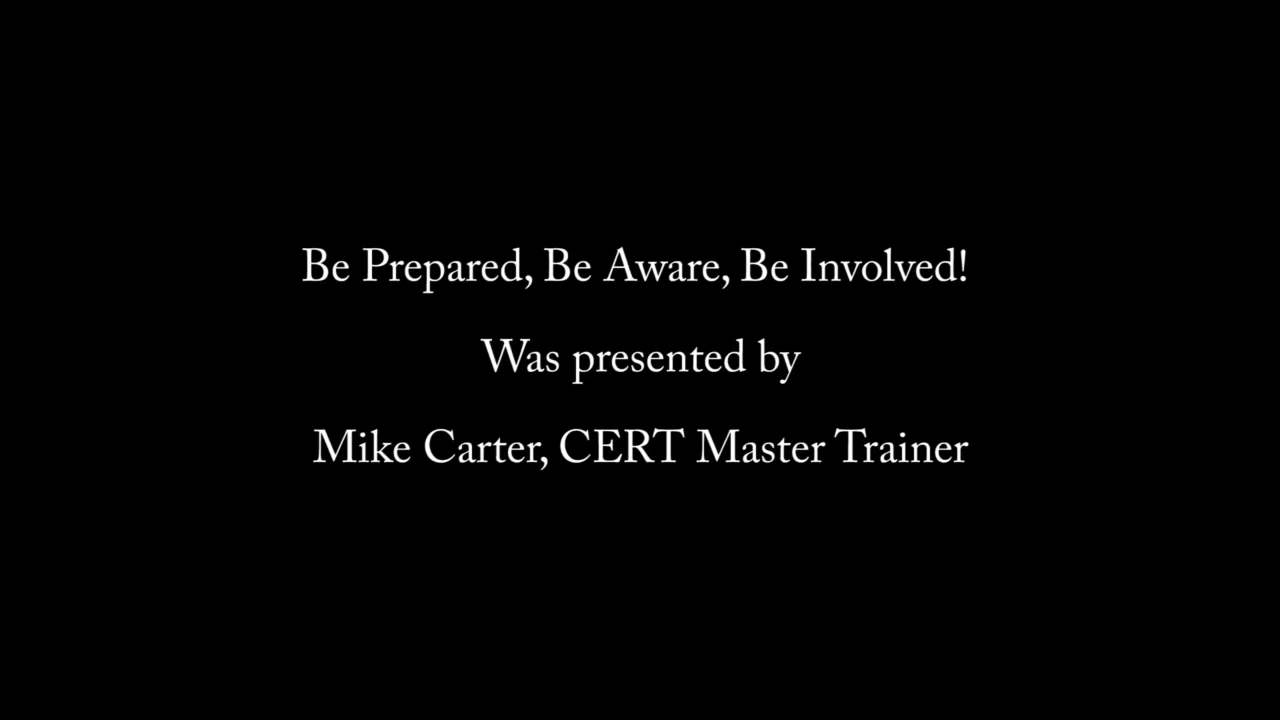 Be Prepared, Be Aware, Be Involved!
Was presented by
Mike Carter, CERT Master Trainer